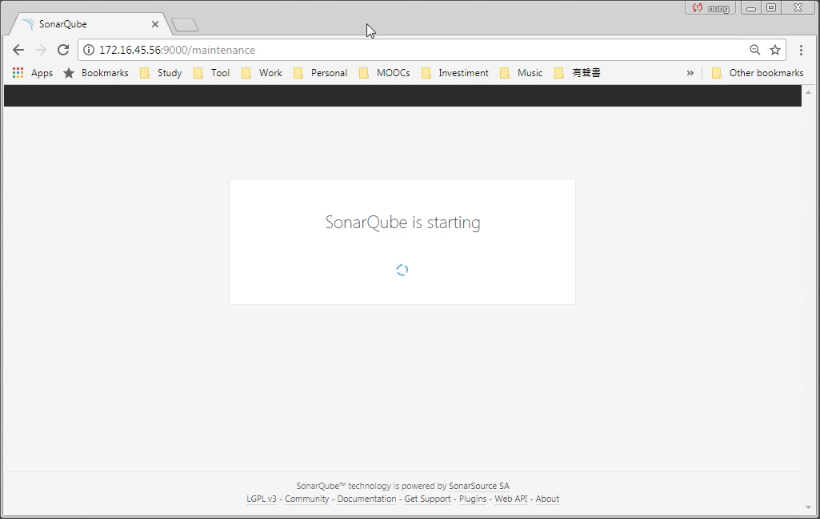 SonarQube
172.16.45.56:9000/maintenance
Apps Bookmarks Study Tool Work Personal MOOCs Investiment Music 有聲書 » Other bookmarks
SonarQube is starting
SonarQube™ technology is powered by SonarSource SA
LGPL v3 - Community - Documentation - Get Support - Plugins - Web API - About